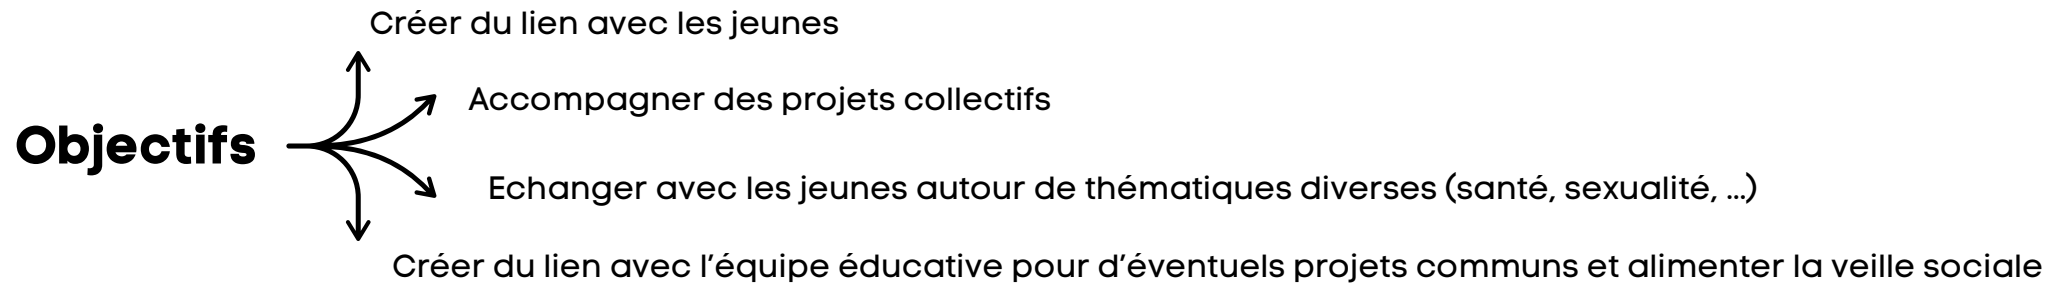 Créer du lien avec les jeunes
Accompagner des projets collectifs
Objectifs
Echanger avec les jeunes autour de thématiques diverses (santé, sexualité, ...)
Créer du lien avec l'équipe éducative pour d'éventuels projets communs et alimenter la veille sociale